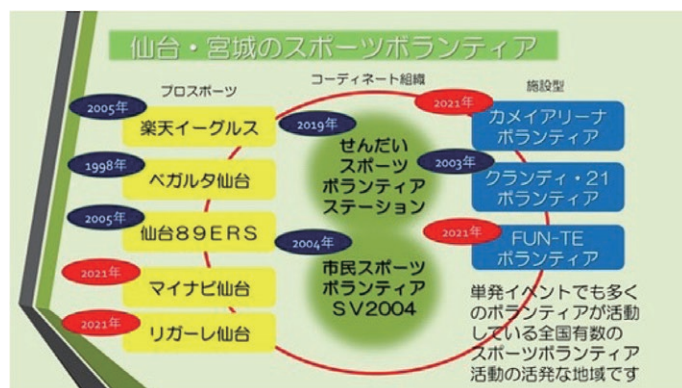 仙台・宮城のスポーツボランティア
プロスポーツ
2005年
楽天イーグルス
1998年
ベガルタ仙台
2005年
仙台89ERS
2021年
マイナビ仙台
2021年
リガーレ仙台
コーディネート組織
2019年
せんだい
スポーツ
ボランティア
ステーション
2004年
市民スポーツ
ボランティア
SV2004
施設型
2021年
カメイアリーナ
ボランティア
2003年
クランディ・21
ボランティア
2021年
FUN-TE
ボランティア
単発イベントでも多く
のボランティアが活動
している全国有数の
スポーツボランティア
活動の活発な地域です